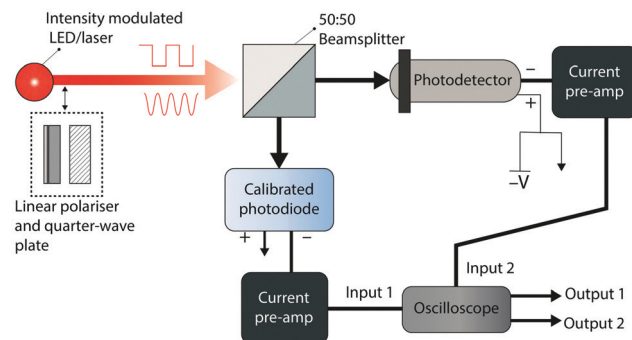 Intensity modulated
LED/laser
50:50
Beamsplitter
Photodetector
−
+
Current
pre-amp
−V
Linear polariser
and quarter-wave
plate
Calibrated
photodiode
+
−
Current
pre-amp
Input 1
Input 2
Oscilloscope
Output 1
Output 2